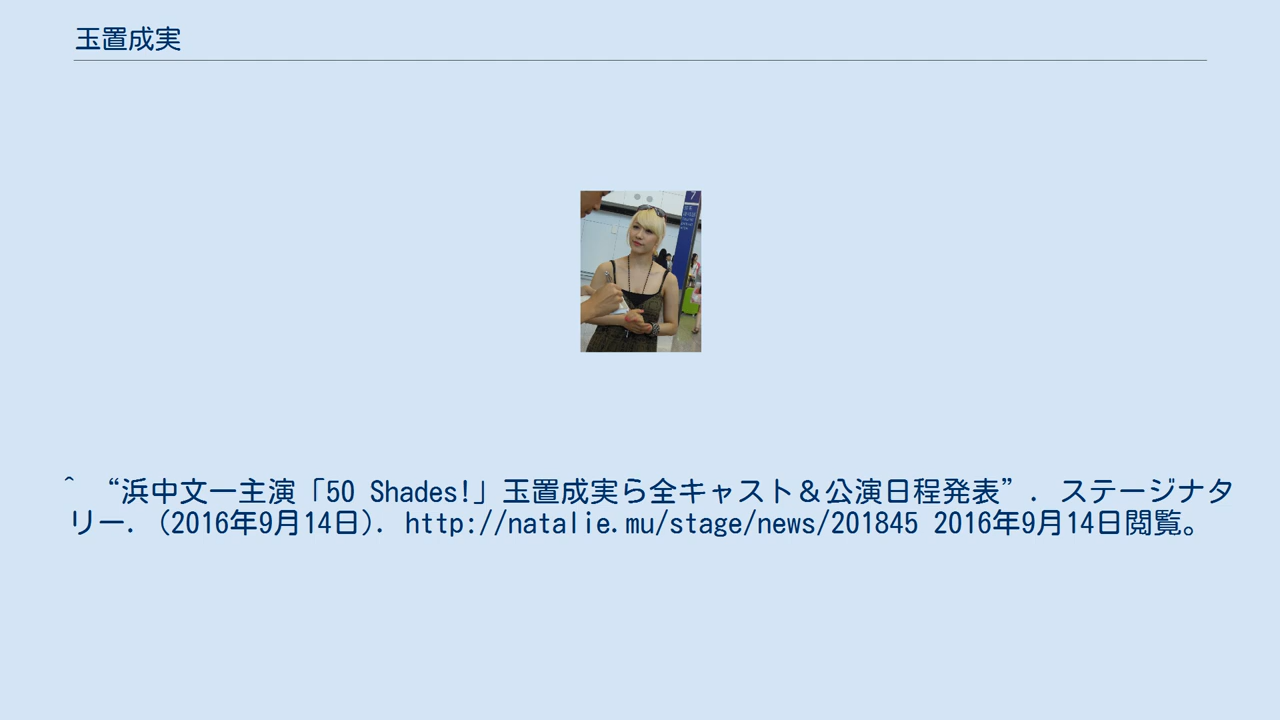 玉置成実
^ “浜中文一主演「50 Shades!」玉置成実ら全キャスト＆公演日程発表”. ステージナタ
リー. (2016年9月14日). http://natalie.mu/stage/news/201845 2016年9月14日閲覧。